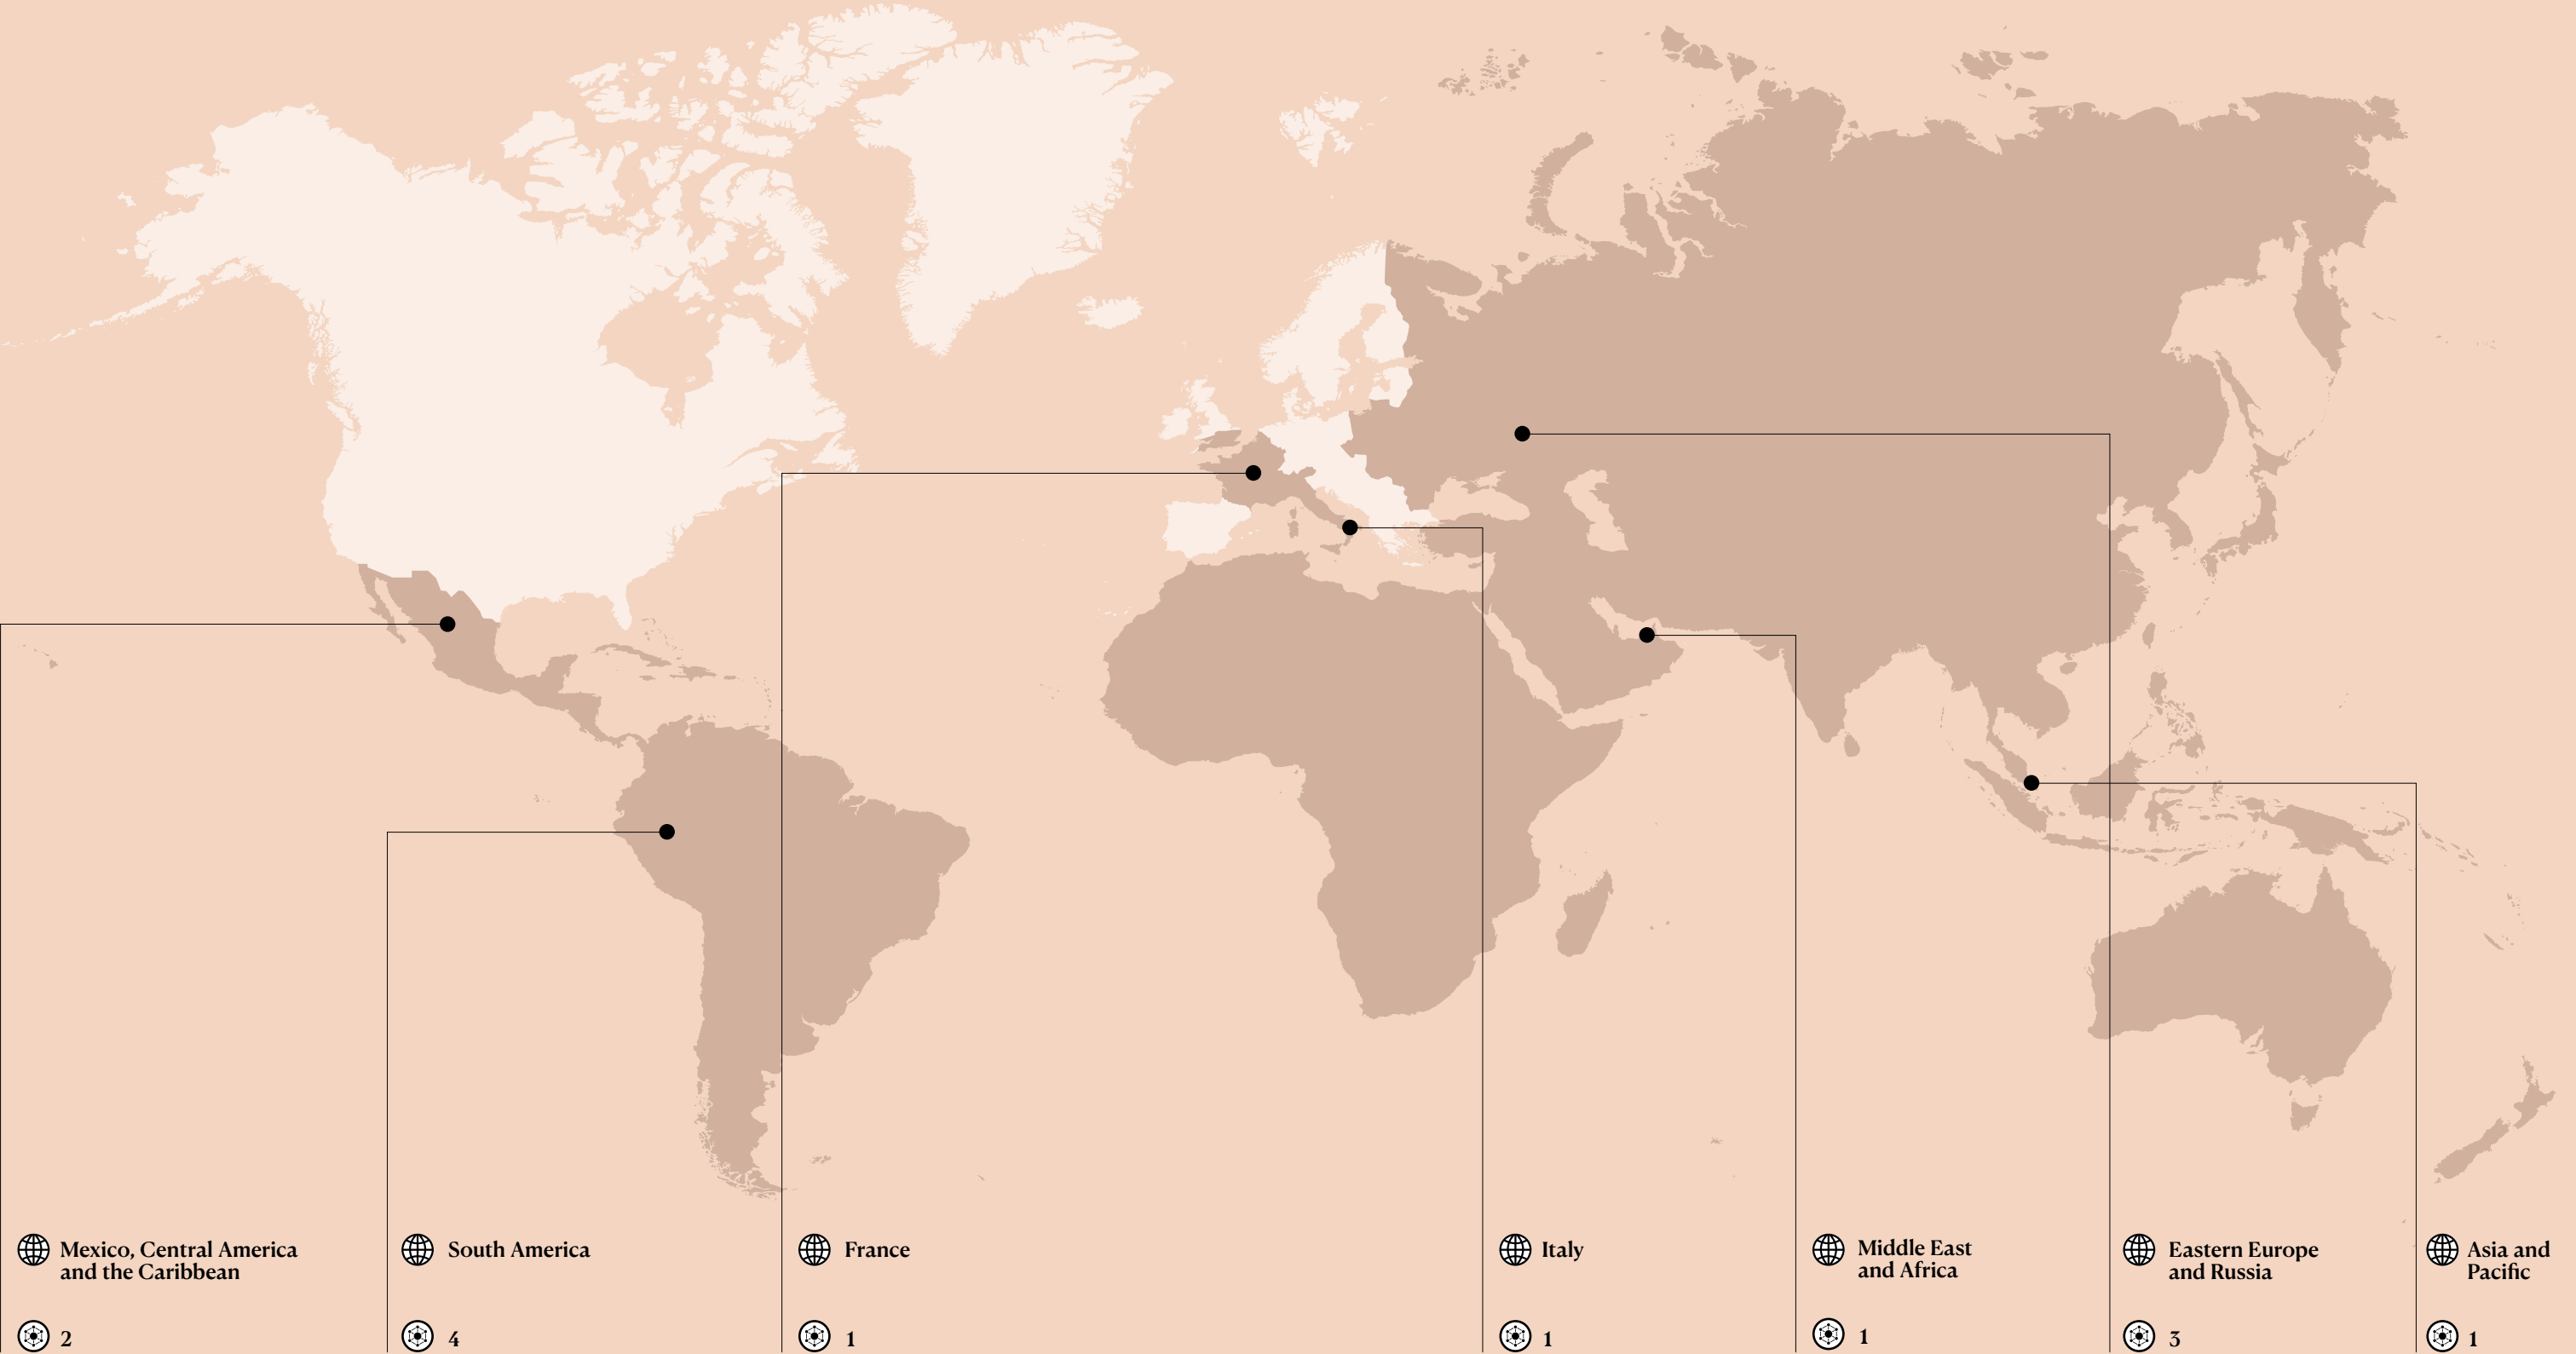 Mexico, Central America
and the Caribbean
2
South America
4
France
1
Italy
1
Middle East
and Africa
1
Eastern Europe
and Russia
3
Asia and
Pacific
1